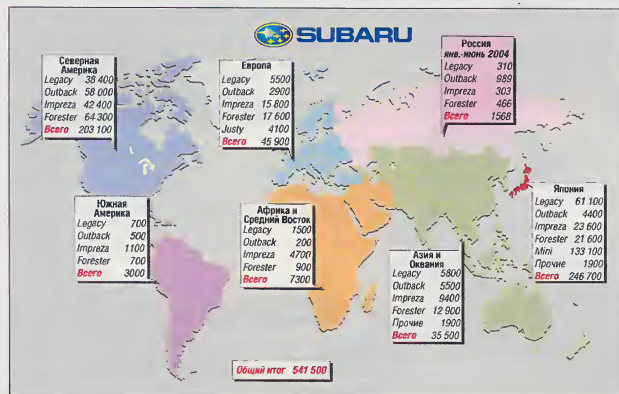 SUBARU
Северная
Америка
Legacy 38 400
Outback 58 000
Impreza 42 400
Forester 64 300
Всего 203 100
Европа
Legacy 5500
Outback 2900
Impreza 15 800
Forester 17 600
Justy 4100
Всего 45 900
Россия
янв.-июнь 2004
Legacy 310
Outback 989
Impreza 303
Forester 466
Всего 1568
Южная
Америка
Legacy 700
Outback 500
Impreza 1100
Forester 700
Всего 3000
Африка и
Средний Восток
Legacy 1500
Outback 200
Impreza 4700
Forester 900
Всего 7300
Азия и
Океания
Legacy 5800
Outback 5500
Impreza 9400
Forester 12 900
Прочие 1900
Всего 35 500
Япония
Legacy 61 100
Outback 4400
Impreza 23 600
Forester 21 600
Mini 133 100
Прочие 1900
Всего 246 700
Общий итог 541 500